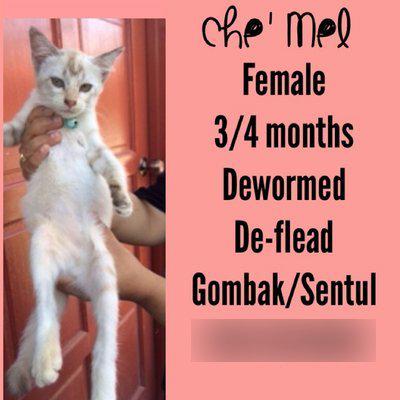 che' Mel
Female
3/4 months
Dewormed
De-flead
Gombak/Sentul